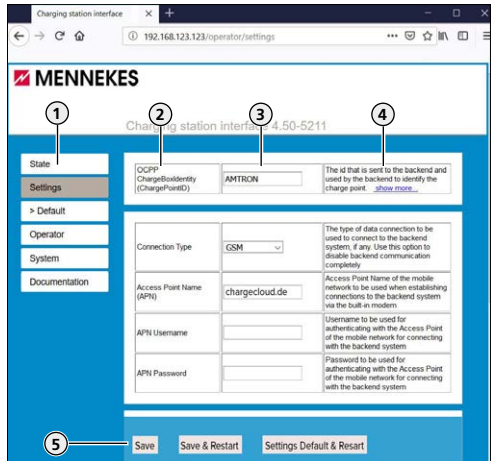 Charging station interface
192.168.123.123/operator/settings
MENNEKES
1
2
3
4
Charging station interface 4.50-5211
State
Settings
> Default
Operator
System
Documentation
OCPP
ChargeBoxIdentity
(ChargePointID)
AMTRON
The id that is sent to the backend and
used by the backend to identify the
charge point. show more...
Connection Type
GSM
The type of data connection to be
used to connect to the backend
system, if any. Use this option to
disable backend communication
completely
Access Point Name
(APN)
chargecloud.de
Access Point Name of the mobile
network to be used when establishing
connections to the backend system
via the built-in modem
APN Username
Username to be used for
authenticating with the Access Point
of the mobile network for connecting
with the backend system
APN Password
Password to be used for
authenticating with the Access Point
of the mobile network for connecting
with the backend system
5
Save
Save & Restart
Settings Default & Resart